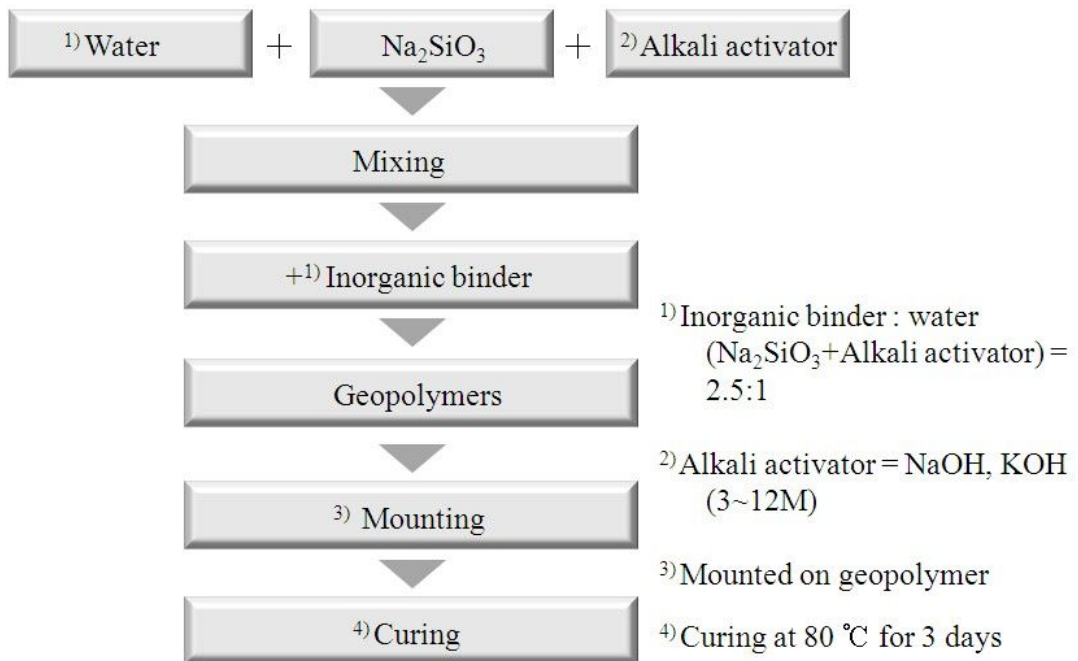 1) Water + Na₂SiO₃ + 2) Alkali activator
Mixing
+1) Inorganic binder
Geopolymers
3) Mounting
4) Curing
1) Inorganic binder : water
(Na₂SiO₃+Alkali activator) =
2.5:1
2) Alkali activator = NaOH, KOH
(3~12M)
3) Mounted on geopolymer
4) Curing at 80 ℃ for 3 days